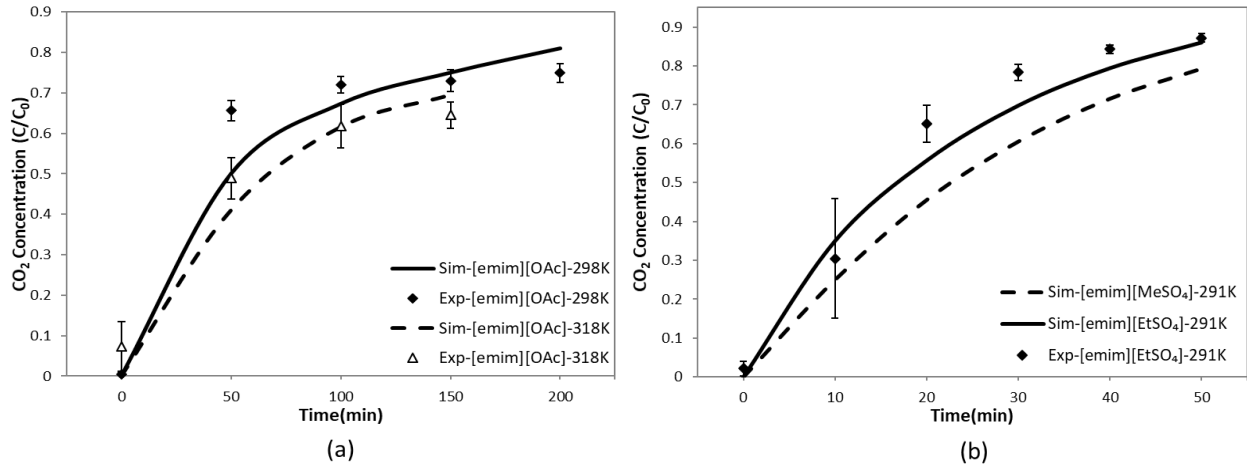 0.9
0.8
0.7
0.6
0.5
0.4
0.3
0.2
0.1
0
CO₂ Concentration (C/C₀)
0 50 100 150 200
Time(min)
Sim-[emim][OAc]-298K
Exp-[emim][OAc]-298K
Sim-[emim][OAc]-318K
Exp-[emim][OAc]-318K
(a)
0.9
0.8
0.7
0.6
0.5
0.4
0.3
0.2
0.1
0
CO₂ Concentration (C/C₀)
0 10 20 30 40 50
Time(min)
Sim-[emim][MeSO₄]-291K
Sim-[emim][EtSO₄]-291K
Exp-[emim][EtSO₄]-291K
(b)